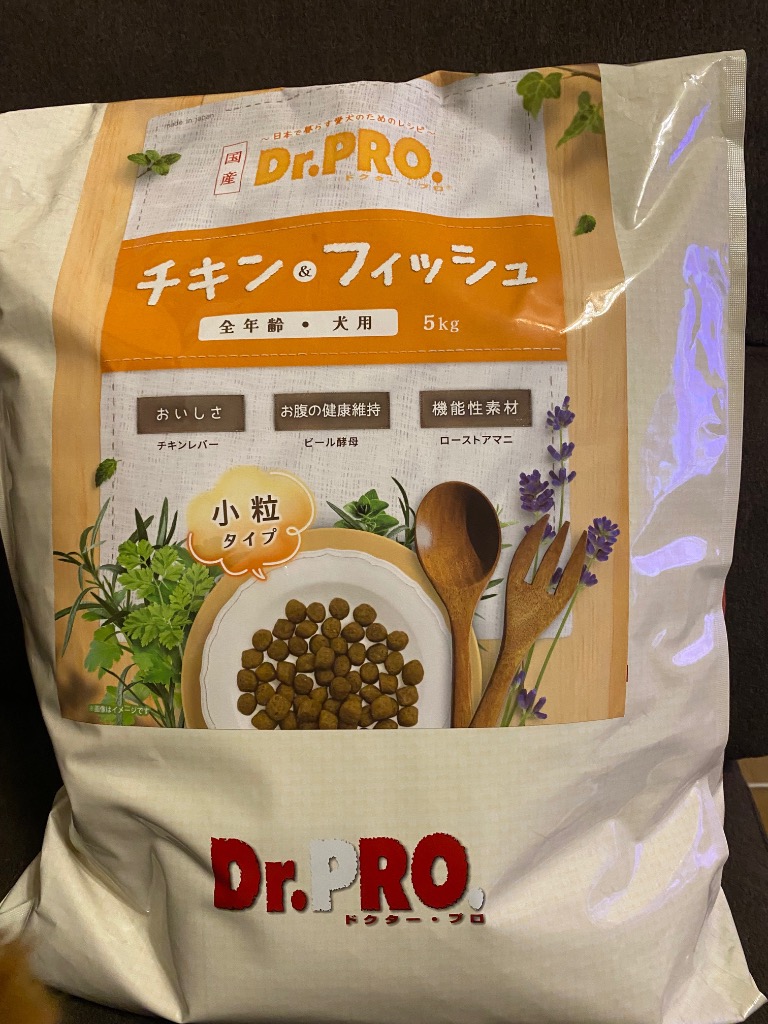 made in japan
～日本で暮らす愛犬のためのレシピ～
国産
Dr.PRO.
ドクター・プロ®
チキン&フィッシュ
全年齢・犬用 5kg
おいしさ お腹の健康維持 機能性素材
チキンレバー ビール酵母 ローストアマニ
小粒
タイプ
※画像はイメージです
Dr.PRO.
ドクター・プロ